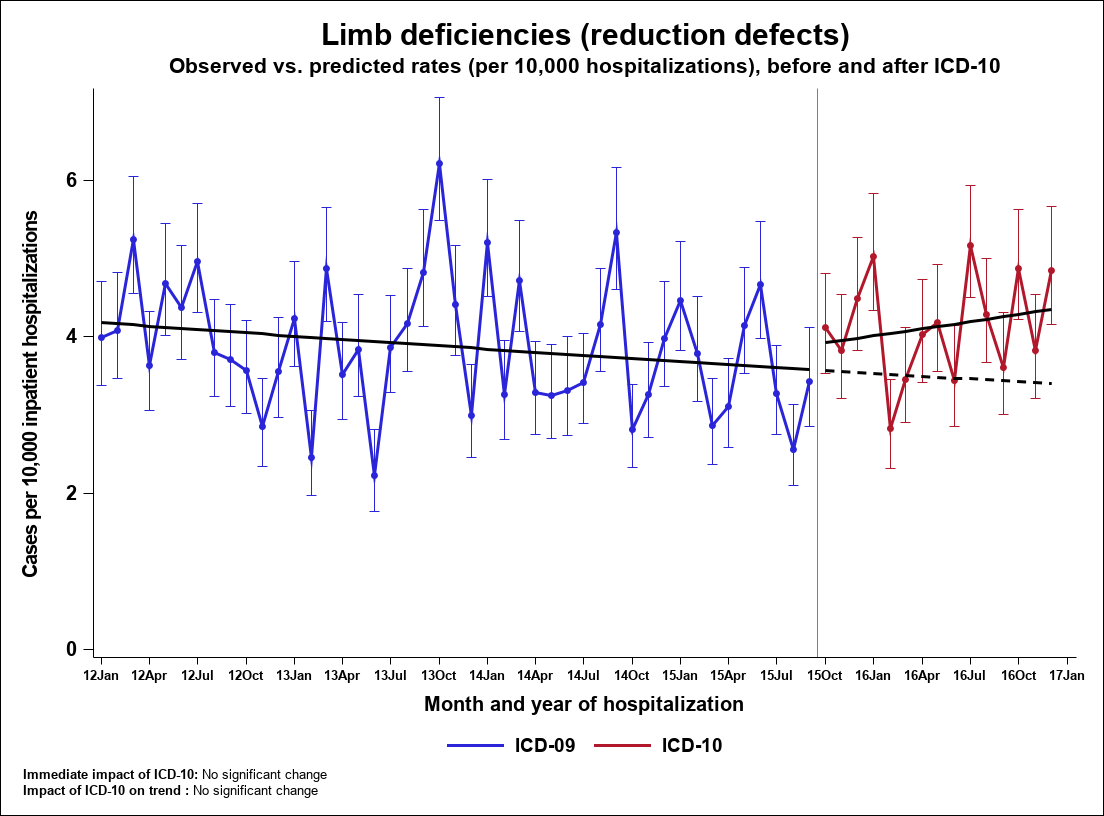 Limb deficiencies (reduction defects)
Observed vs. predicted rates (per 10,000 hospitalizations), before and after ICD-10
Cases per 10,000 inpatient hospitalizations
6
4
2
0
12Jan 12Apr 12Jul 12Oct 13Jan 13Apr 13Jul 13Oct 14Jan 14Apr 14Jul 14Oct 15Jan 15Apr 15Jul 15Oct 16Jan 16Apr 16Jul 16Oct 17Jan
Month and year of hospitalization
ICD-09 ICD-10
Immediate impact of ICD-10: No significant change
Impact of ICD-10 on trend : No significant change